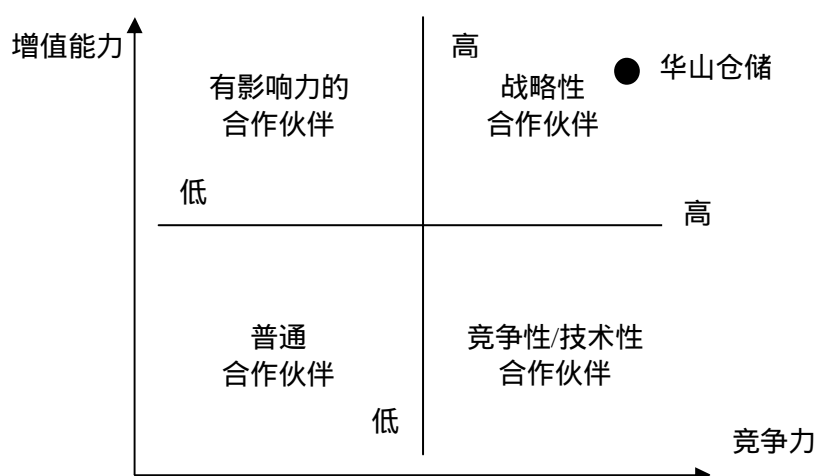 增值能力
高
华山仓储
有影响力的
合作伙伴
战略性
合作伙伴
低
高
普通
合作伙伴
竞争性/技术性
合作伙伴
低
竞争力